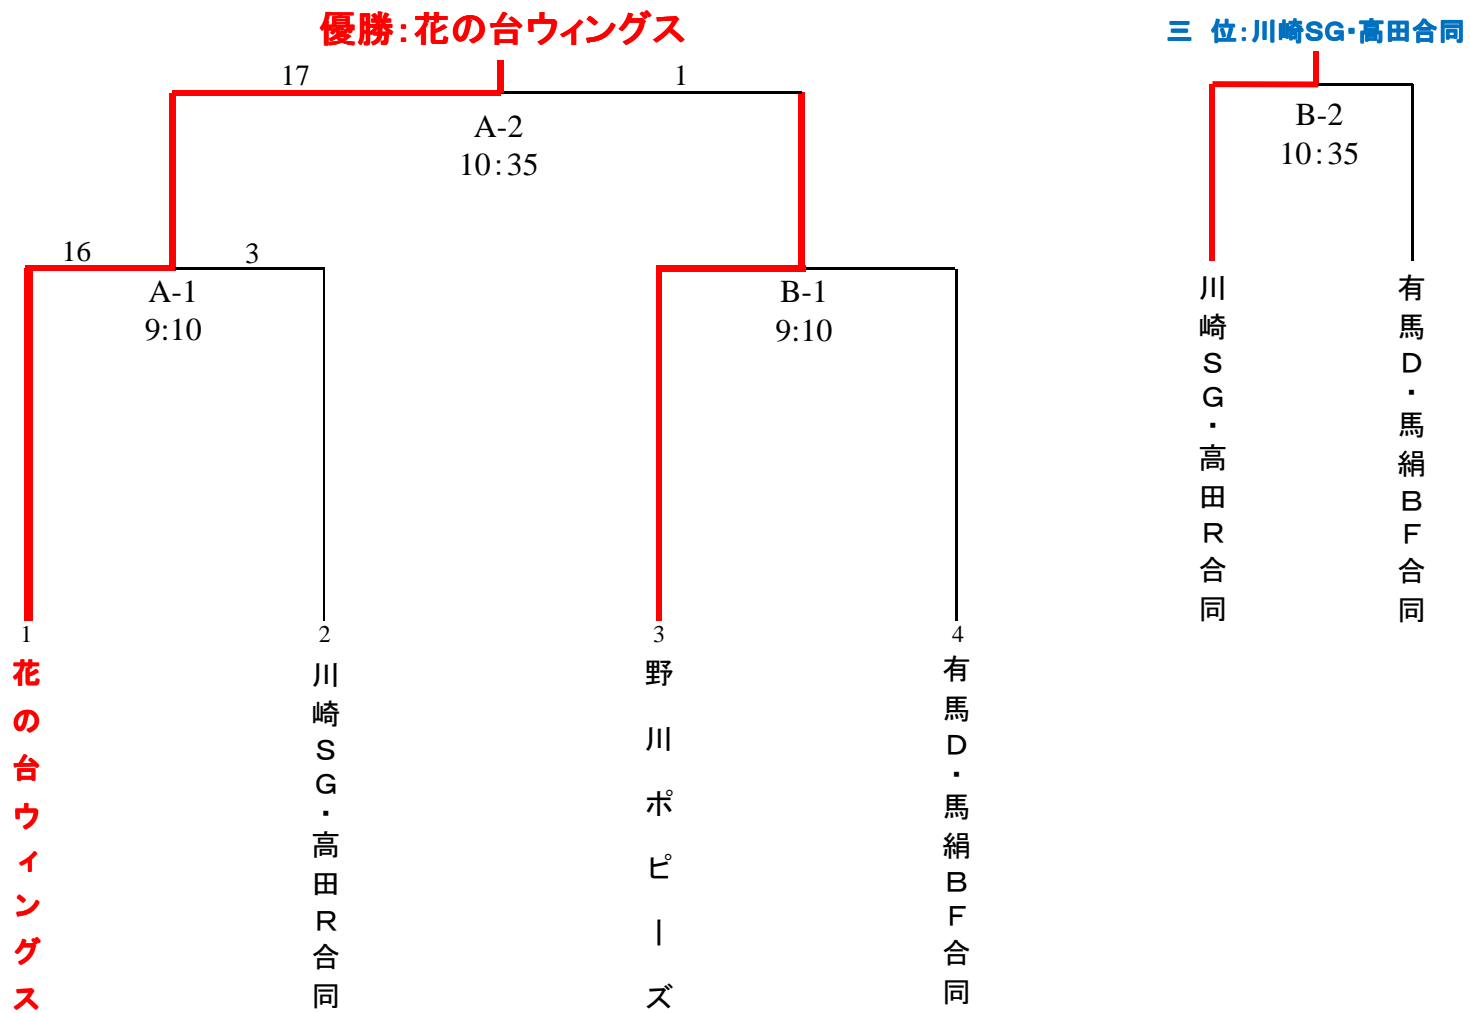 優勝：花の台ウィングス
三　位：川崎SG・高田合同
17
1
A-2
10：35
B-2
10：35
16
3
A-1
9:10
B-1
9:10
川崎SG・高田R合同
有馬D・馬絹BF合同
1
2
3
4
花の台ウィングス
川崎SG・高田R合同
野川ポピーズ
有馬D・馬絹BF合同